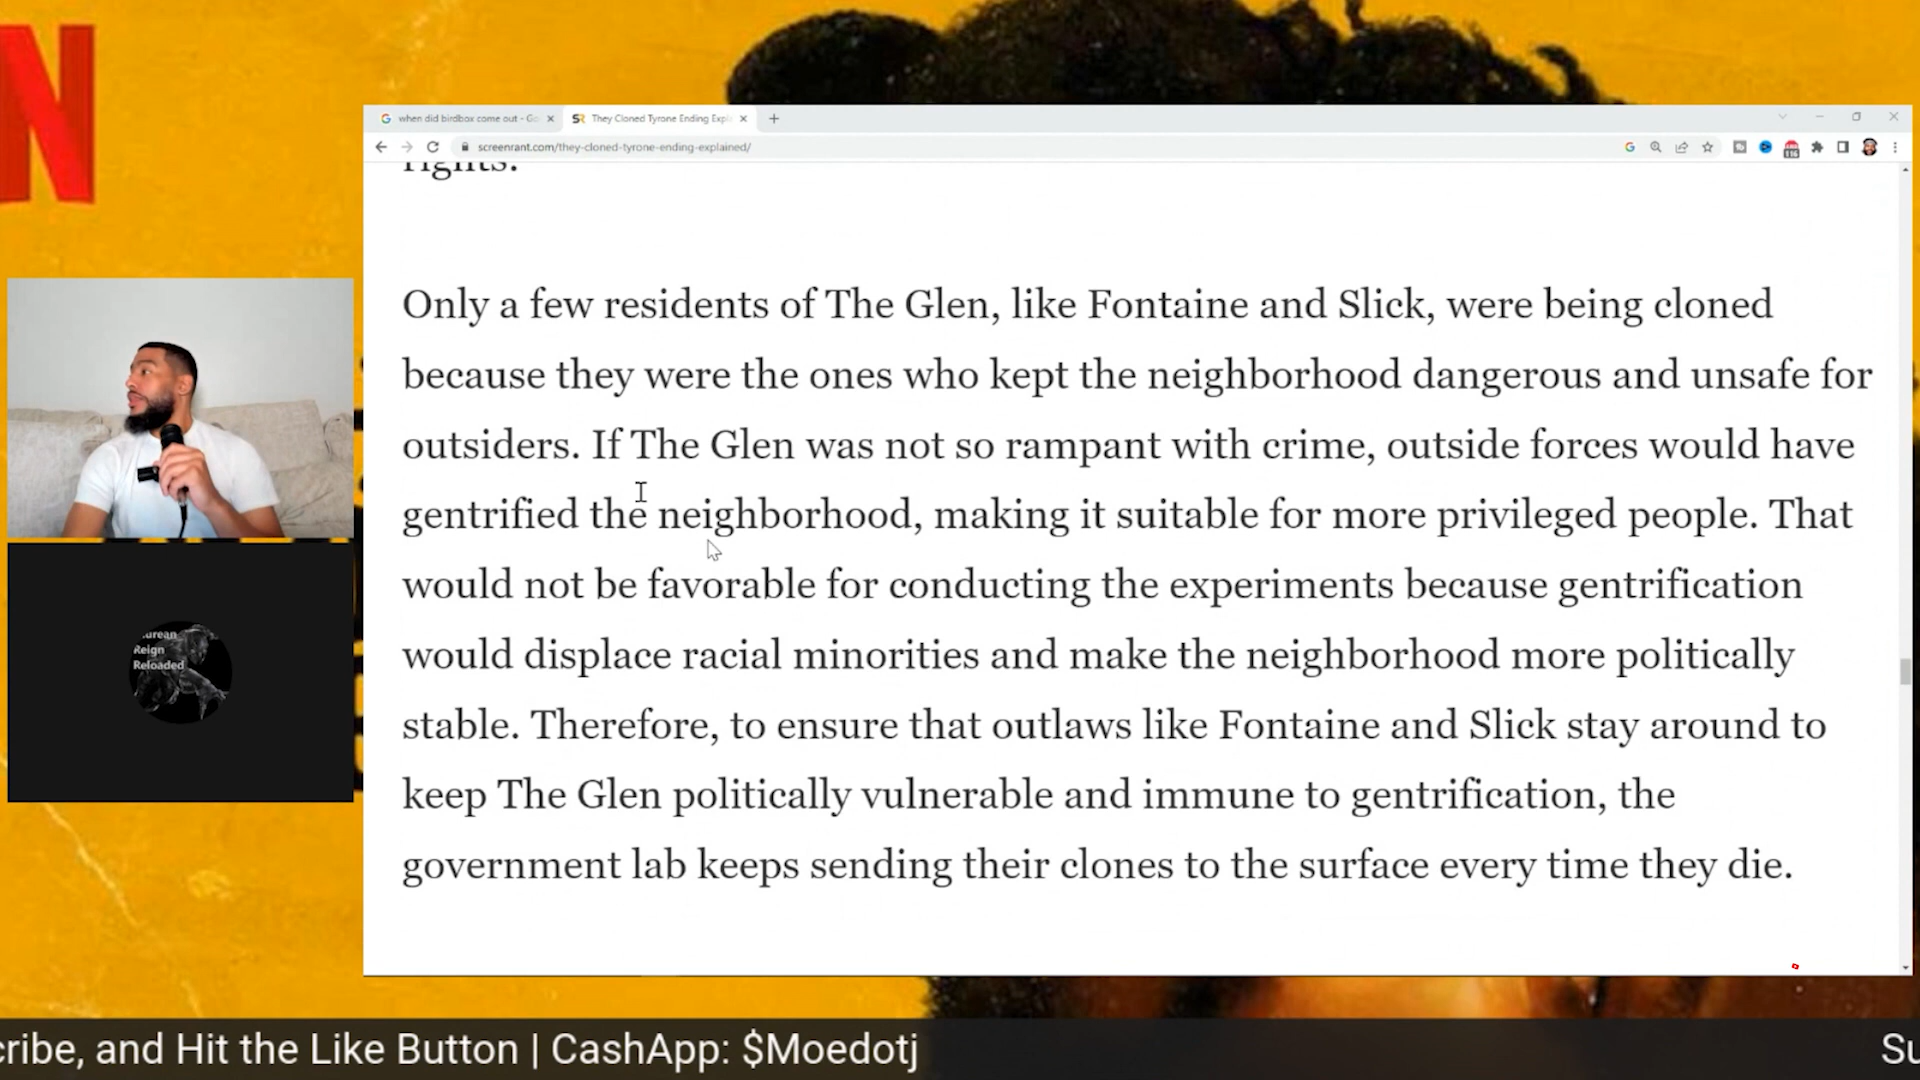 N
when did birdbox come out - Go
They Cloned Tyrone Ending Expl
screenrant.com/they-cloned-tyrone-ending-explained/
116
rights.
Only a few residents of The Glen, like Fontaine and Slick, were being cloned
because they were the ones who kept the neighborhood dangerous and unsafe for
outsiders. If The Glen was not so rampant with crime, outside forces would have
gentrified the neighborhood, making it suitable for more privileged people. That
would not be favorable for conducting the experiments because gentrification
would displace racial minorities and make the neighborhood more politically
stable. Therefore, to ensure that outlaws like Fontaine and Slick stay around to
keep The Glen politically vulnerable and immune to gentrification, the
government lab keeps sending their clones to the surface every time they die.
urean
Reign
Reloaded
cribe, and Hit the Like Button | CashApp: $Moedotj
Su